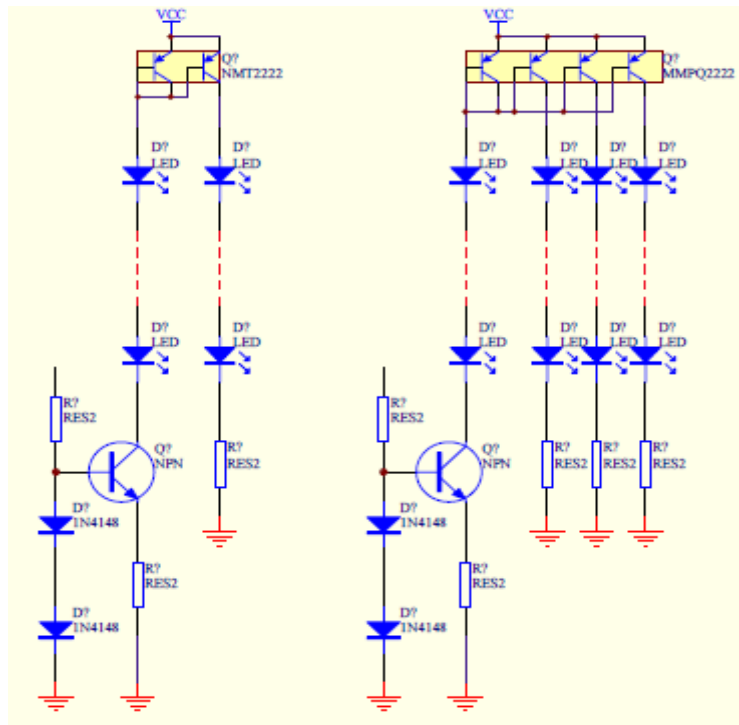 VCC
Q?
NMT2222
D?
LED
D?
LED
D?
LED
D?
LED
R?
RES2
Q?
NPN
R?
RES2
D?
1N4148
R?
RES2
D?
1N4148
VCC
Q?
MMPQ2222
D?
LED
D?
LED
D?
LED
D?
LED
D?
LED
D?
LED
D?
LED
D?
LED
R?
RES2
Q?
NPN
R?
RES2
R?
RES2
R?
RES2
D?
1N4148
R?
RES2
D?
1N4148